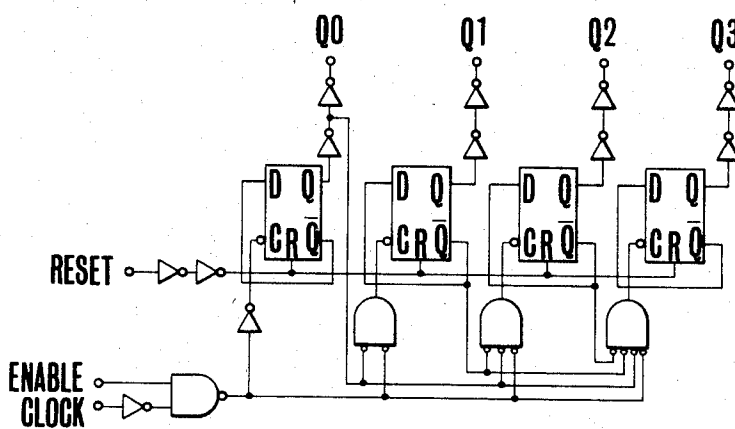 Q0 Q1 Q2 Q3
D Q D Q D Q D Q
C R Q̅ C R Q̅ C R Q̅ C R Q̅
RESET
ENABLE
CLOCK